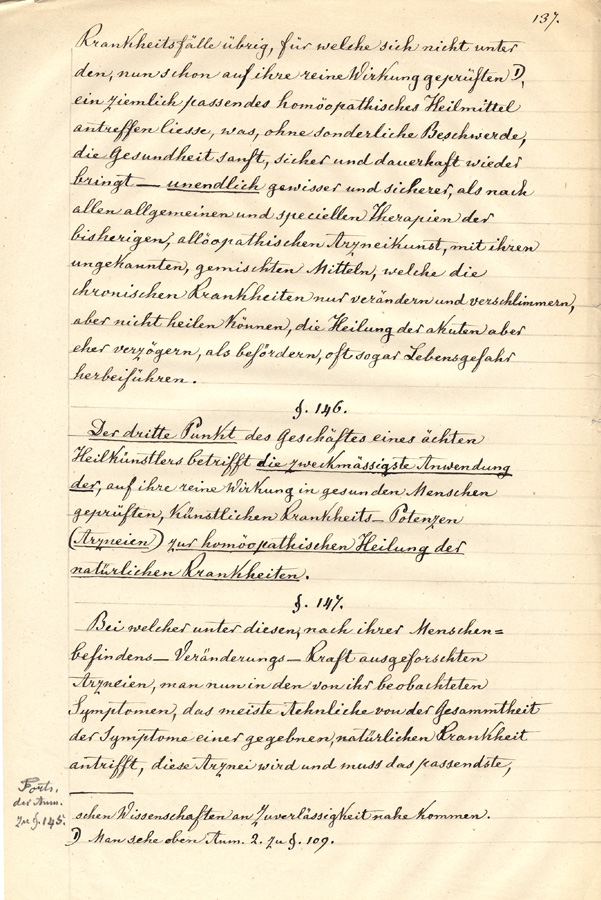 137.
Krankheitsfälle übrig, für welche sich nicht unter
den, nun schon auf ihre reine Wirkung geprüften 1),
ein ziemlich passendes homöopathisches Heilmittel
antreffen liesse, was, ohne sonderliche Beschwerde,
die Gesundheit sanft, sicher und dauerhaft wieder
bringt — unendlich gewisser und sicherer, als nach
allen allgemeinen und speciellen Therapien der
bisherigen, allöopathischen Arzneikunst, mit ihren
ungekannten, gemischten Mitteln, welche die
chronischen Krankheiten nur verändern und verschlimmern,
aber nicht heilen können, die Heilung der akuten aber
eher verzögern, als befördern, oft sogar Lebensgefahr
herbeiführen.
§. 146.
Der dritte Punkt des Geschäftes eines ächten
Heilkünstlers betrifft die zweckmässigste Anwendung
der, auf ihre reine Wirkung in gesunden Menschen
geprüften, künstlichen Krankheits-Potenzen
(Arzneien) zur homöopathischen Heilung der
natürlichen Krankheiten.
§. 147.
Bei welcher unter diesen, nach ihrer Menschen=
befindens-Veränderungs-Kraft ausgeforschten
Arzneien, man nun in den von ihr beobachteten
Symptomen, das meiste Aehnliche von der Gesammtheit
der Symptome einer gegebnen, natürlichen Krankheit
antrifft, diese Arznei wird und muss das passendste,
Forts.
der Anm.
zu §. 145.
schen Wissenschaften an Zuverlässigkeit nahe kommen.
1) Man sehe oben Anm. 2. zu §. 109.